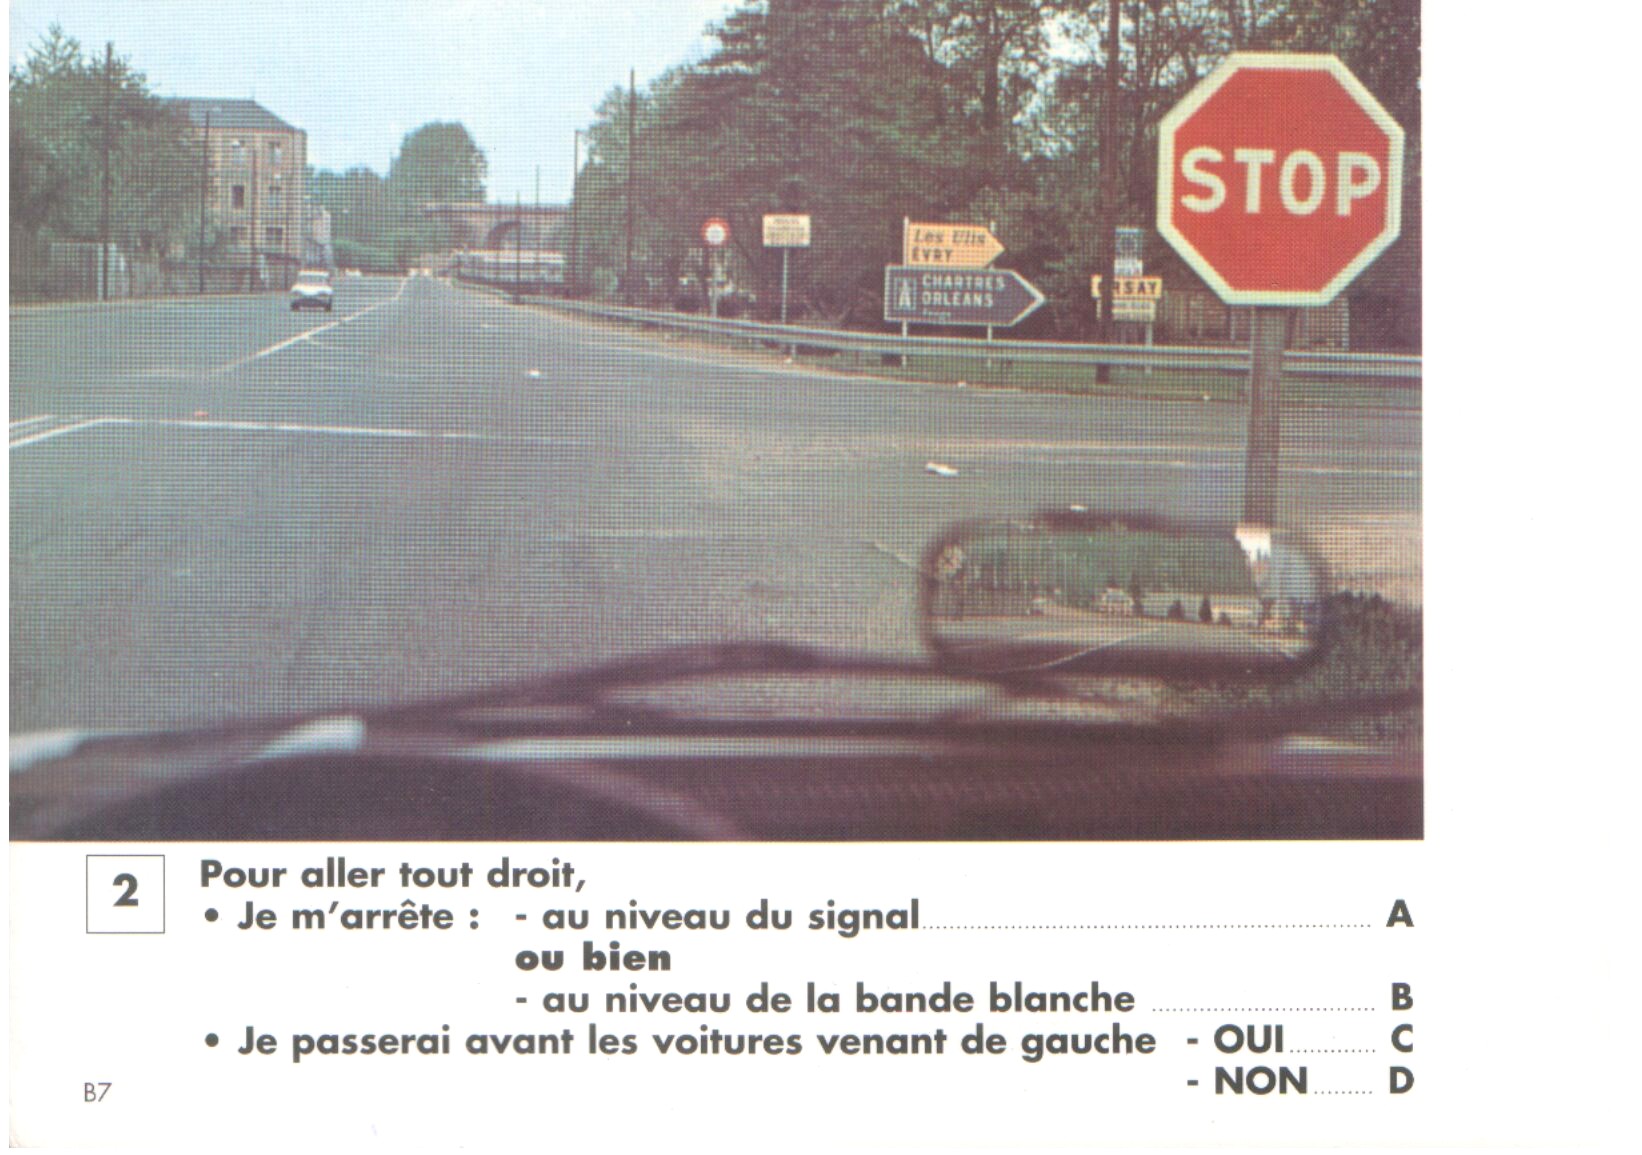 STOP
Les Ulis
EVRY
A CHARTRES
ORLEANS
ORSAY
2 Pour aller tout droit,
• Je m'arrête : - au niveau du signal A
ou bien
- au niveau de la bande blanche B
• Je passerai avant les voitures venant de gauche - OUI C
- NON D
B7